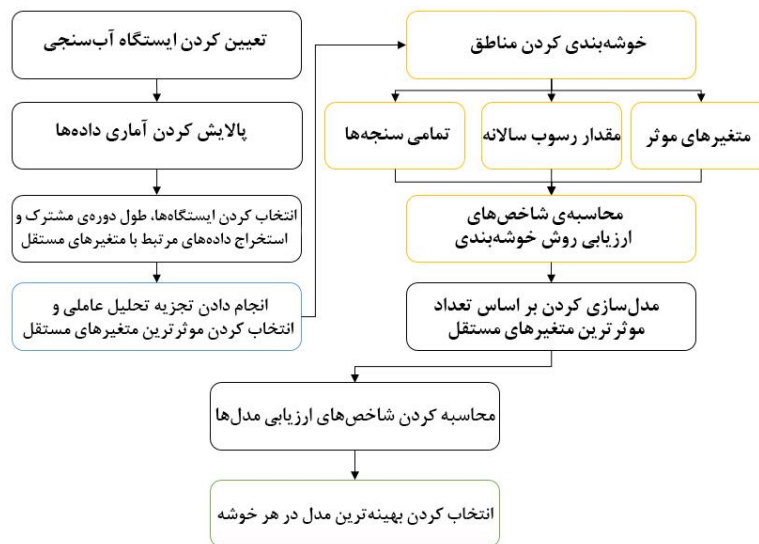 تعیین کردن ایستگاه آب‌سنجی
پالایش کردن آماری داده‌ها
انتخاب کردن ایستگاه‌ها، طول دوره‌ی مشترک و
استخراج داده‌های مرتبط با متغیرهای مستقل
انجام دادن تجزیه تحلیل عاملی و
انتخاب کردن موثرترین متغیرهای مستقل
خوشه‌بندی کردن مناطق
متغیرهای موثر
مقدار رسوب سالانه
تمامی سنجه‌ها
محاسبه‌ی شاخص‌های
ارزیابی روش خوشه‌بندی
مدل‌سازی کردن بر اساس تعداد
موثرترین متغیرهای مستقل
محاسبه کردن شاخص‌های ارزیابی مدل‌ها
انتخاب کردن بهینه‌ترین مدل در هر خوشه